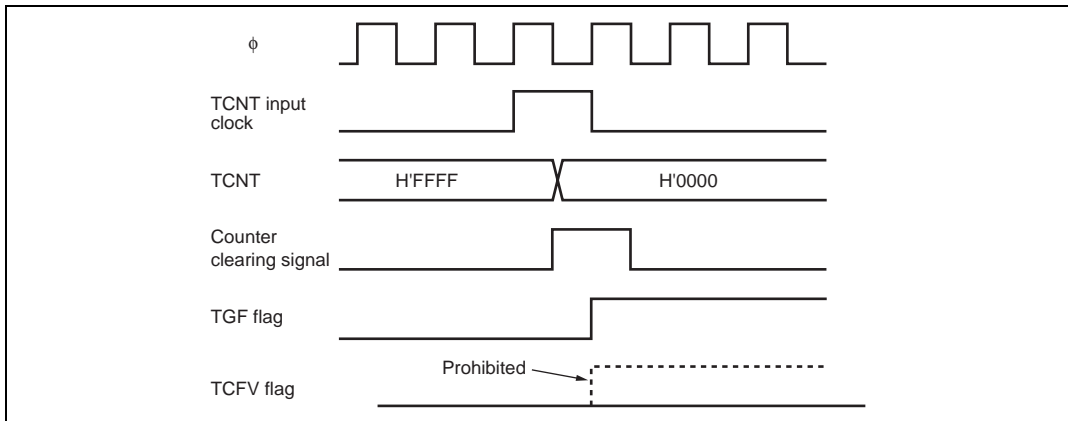 ϕ
TCNT input
clock
TCNT
H'FFFF
H'0000
Counter
clearing signal
TGF flag
Prohibited
TCFV flag